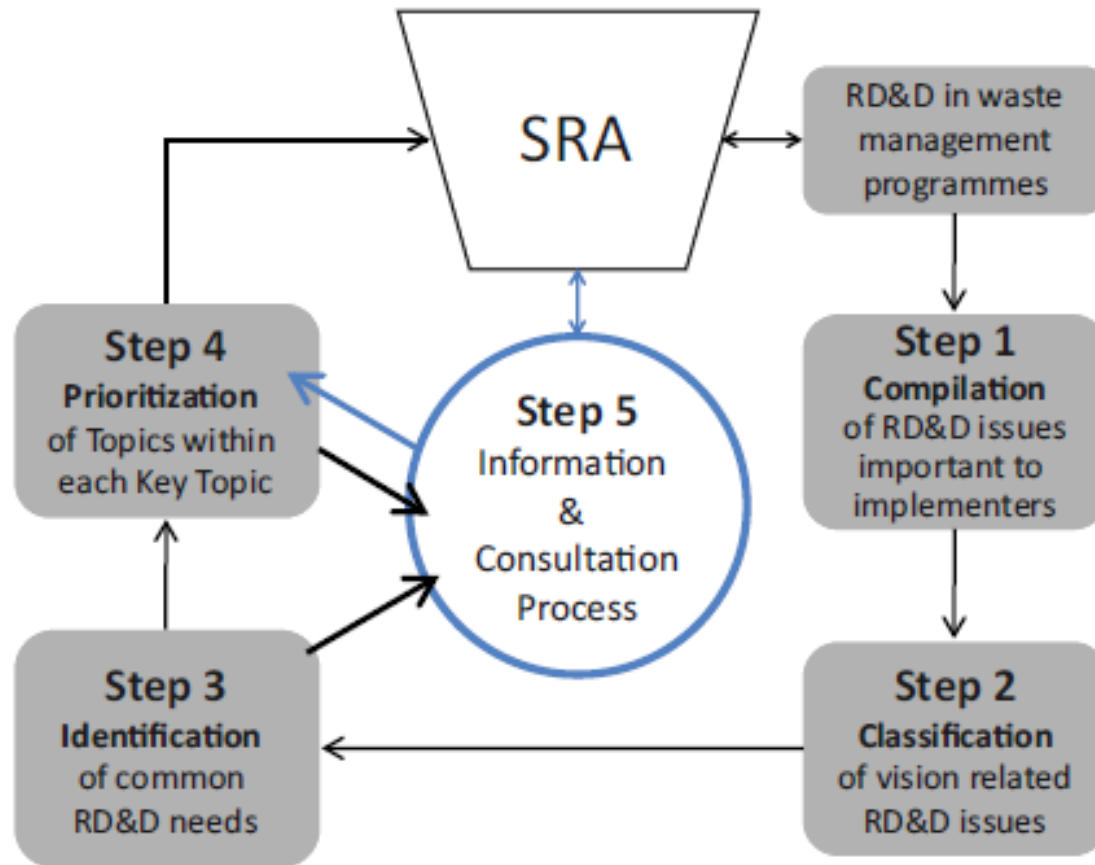 SRA
RD&D in waste
management
programmes
Step 1
Compilation
of RD&D issues
important to
implementers
Step 2
Classification
of vision related
RD&D issues
Step 3
Identification
of common
RD&D needs
Step 4
Prioritization
of Topics within
each Key Topic
Step 5
Information
&
Consultation
Process